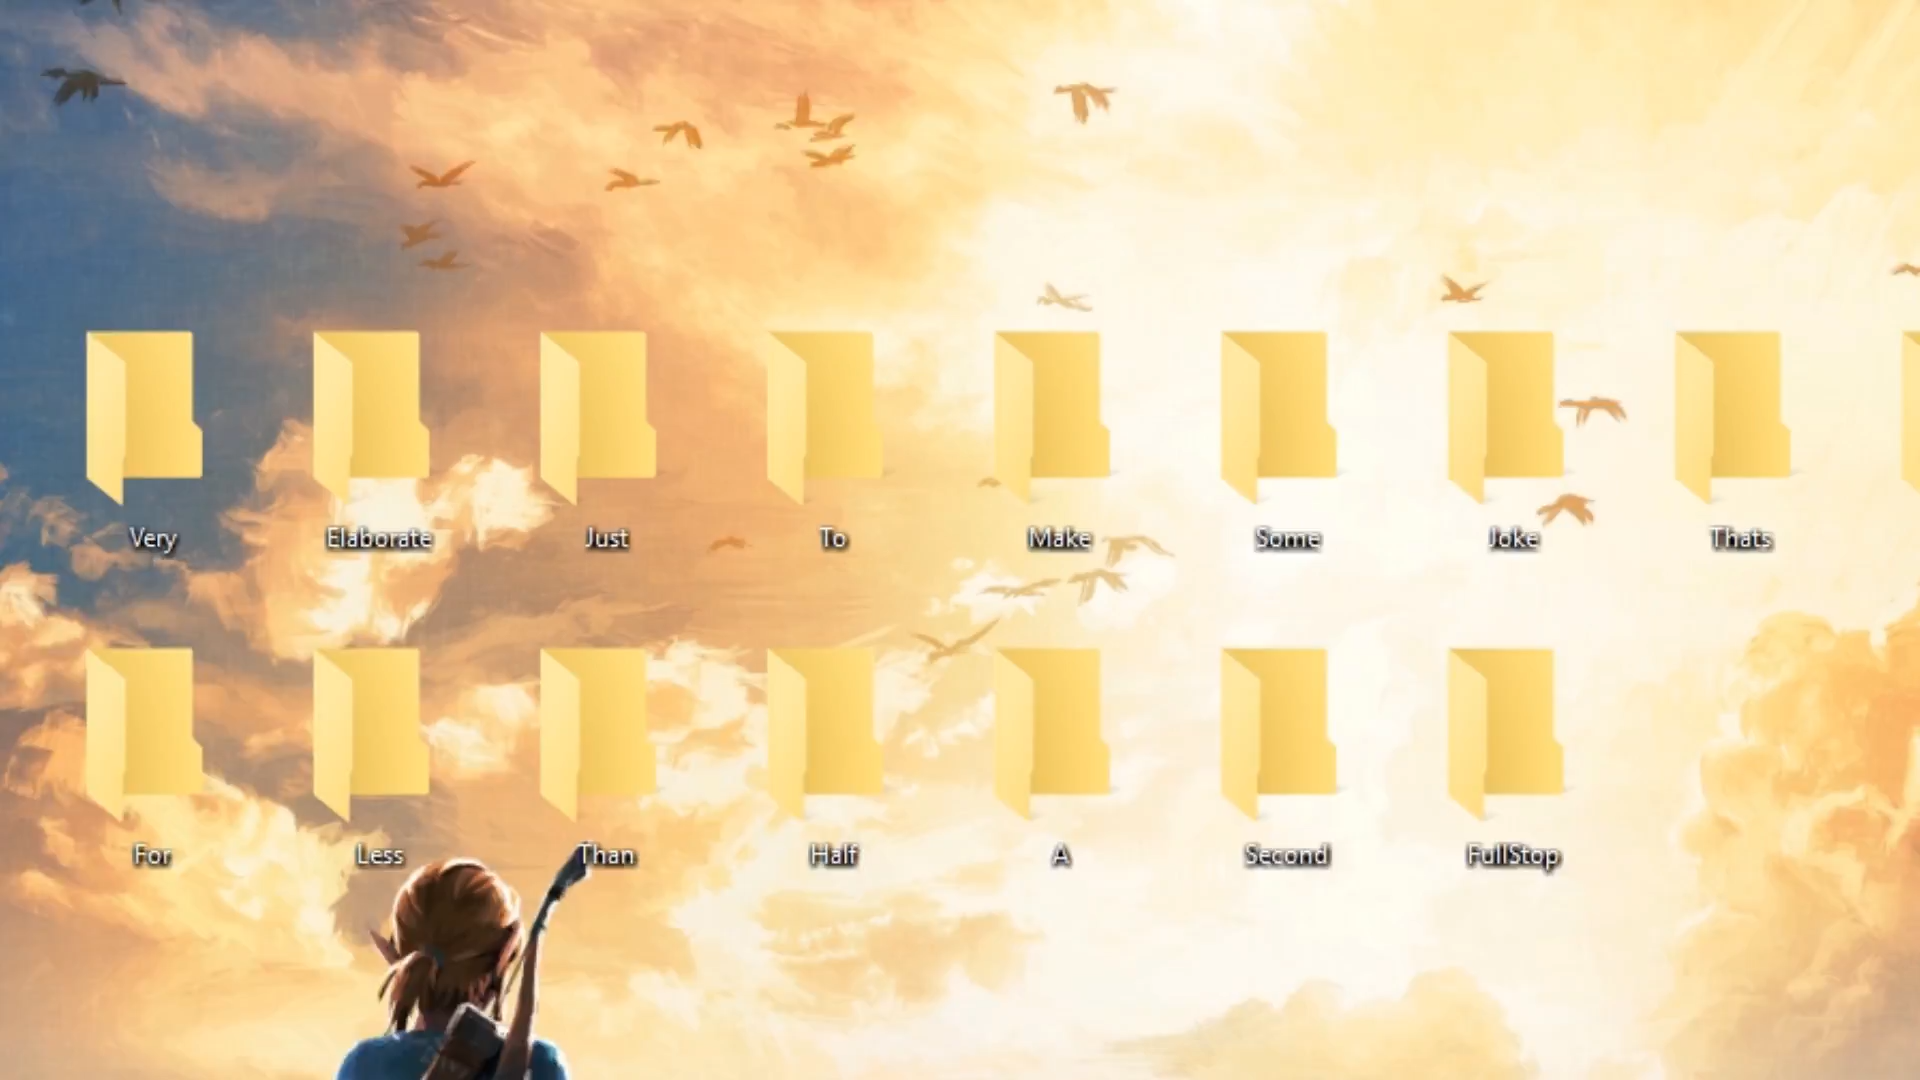 Very Elaborate Just To Make Some Joke Thats
For Less Than Half A Second FullStop